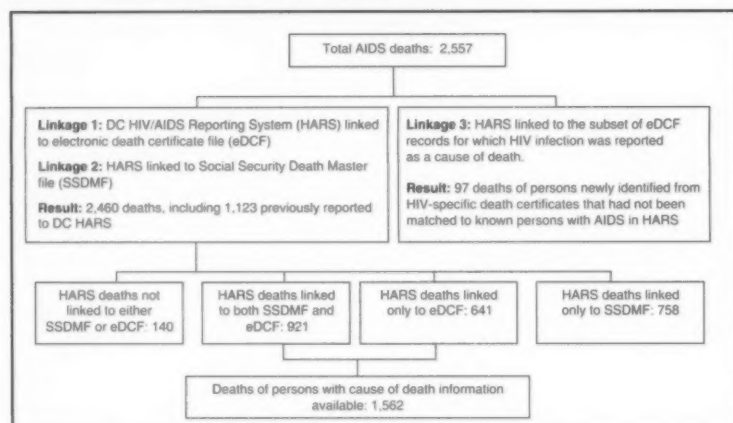 Total AIDS deaths: 2,557
Linkage 1: DC HIV/AIDS Reporting System (HARS) linked
to electronic death certificate file (eDCF)
Linkage 2: HARS linked to Social Security Death Master
file (SSDMF)
Result: 2,460 deaths, including 1,123 previously reported
to DC HARS
Linkage 3: HARS linked to the subset of eDCF
records for which HIV infection was reported
as a cause of death.
Result: 97 deaths of persons newly identified from
HIV-specific death certificates that had not been
matched to known persons with AIDS in HARS
HARS deaths not
linked to either
SSDMF or eDCF: 140
HARS deaths linked
to both SSDMF and
eDCF: 921
HARS deaths linked
only to eDCF: 641
HARS deaths linked
only to SSDMF: 758
Deaths of persons with cause of death information
available: 1,562